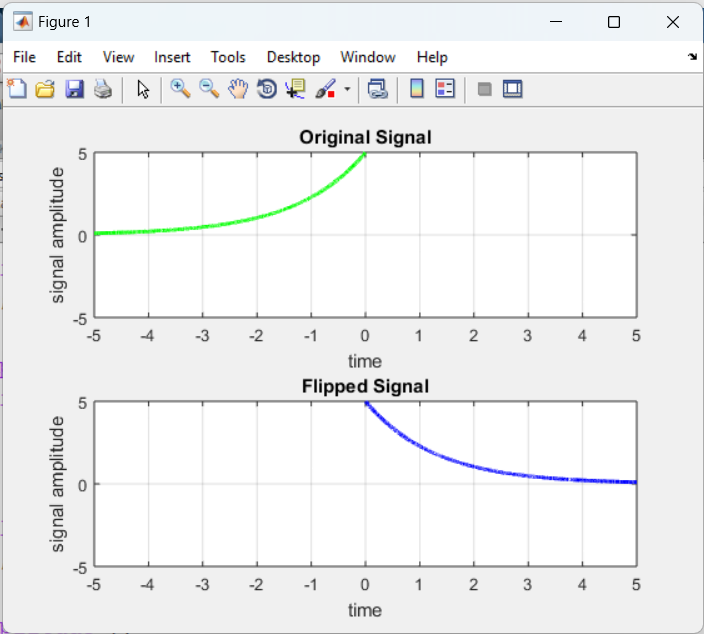 Figure 1
File Edit View Insert Tools Desktop Window Help
Original Signal
5
0
-5
signal amplitude
-5 -4 -3 -2 -1 0 1 2 3 4 5
time
Flipped Signal
5
0
-5
signal amplitude
-5 -4 -3 -2 -1 0 1 2 3 4 5
time